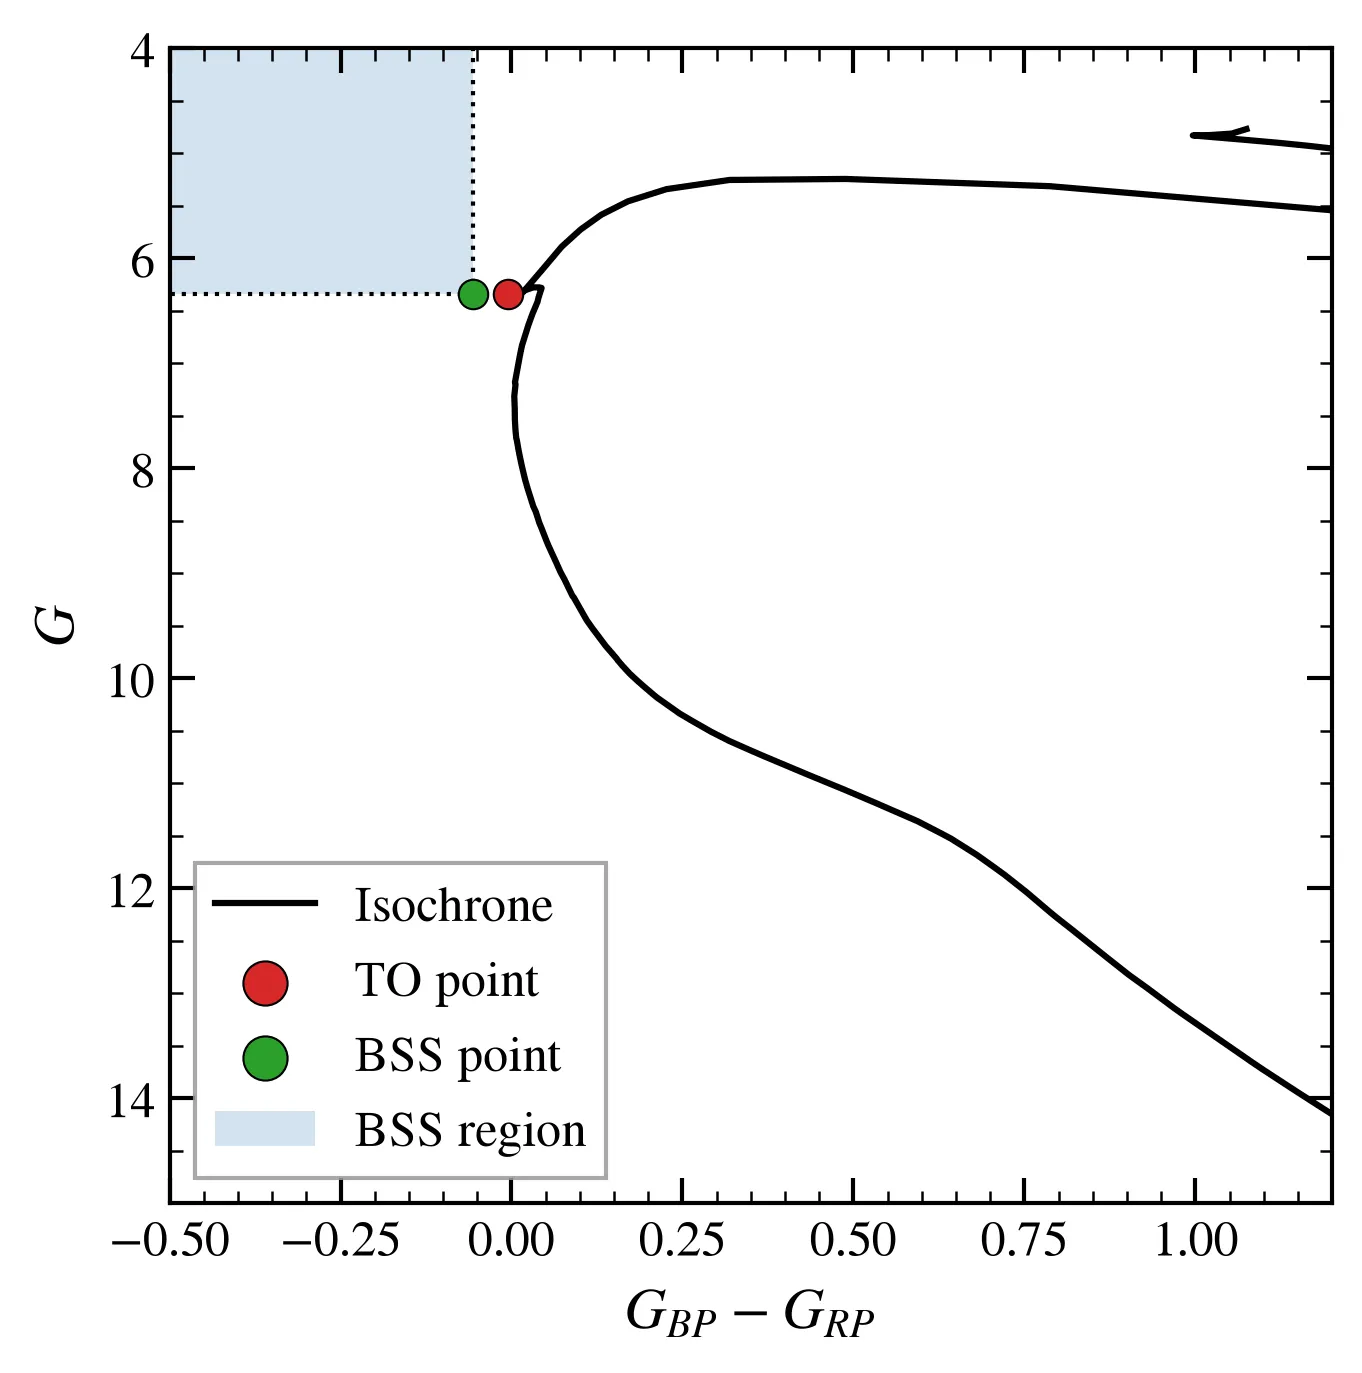 4
6
8
10
12
14
G
Isochrone
TO point
BSS point
BSS region
−0.50 −0.25 0.00 0.25 0.50 0.75 1.00
G_BP − G_RP